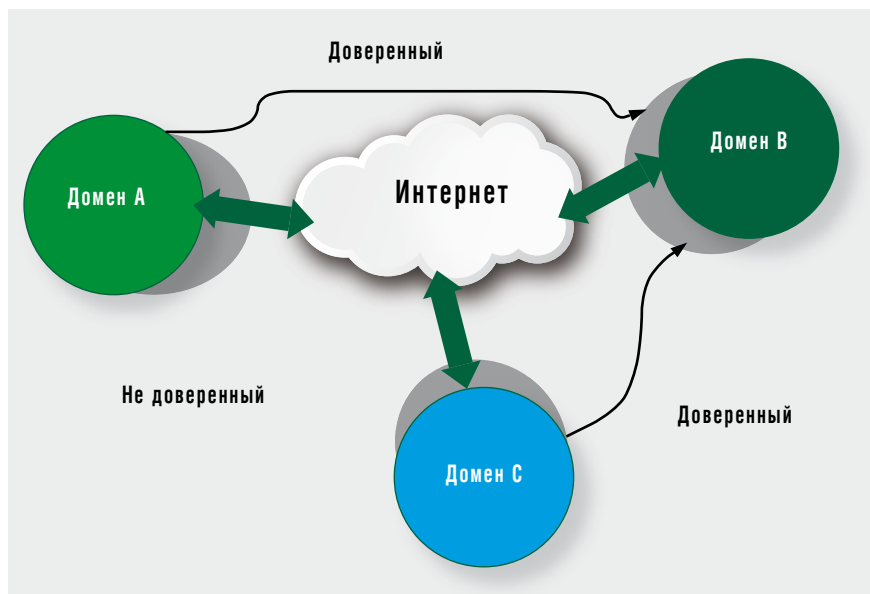 Доверенный
Домен B
Домен A
Интернет
Не доверенный
Доверенный
Домен C